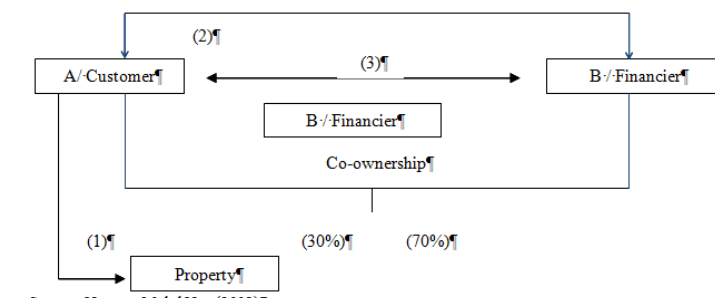 (2)¶
(3)¶
A/·Customer¶
B·/·Financier¶
B·/·Financier¶
Co-ownership¶
(1)¶ (30%)¶ (70%)¶
Property¶